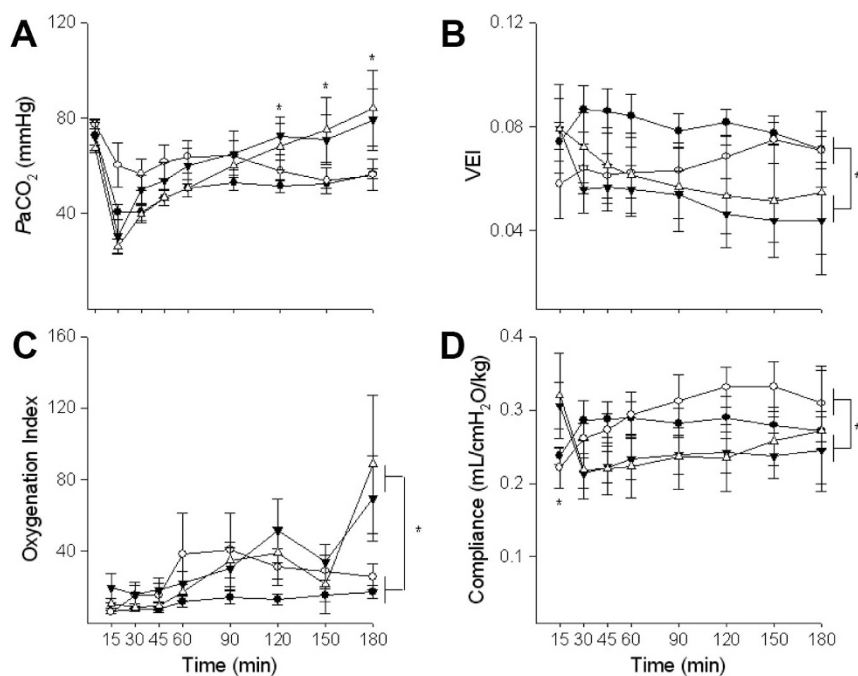 A
PaCO2 (mmHg)
120
80
40
* * *
B
VEI
0.12
0.08
0.04
*
C
Oxygenation Index
160
120
80
40
*
15 30 45 60 90 120 150 180
Time (min)
D
Compliance (mL/cmH2O/kg)
0.4
0.3
0.2
0.1
*
*
15 30 45 60 90 120 150 180
Time (min)